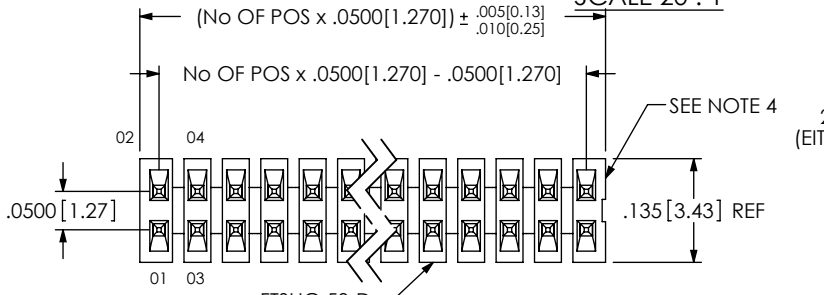 SCALE 20 : 1
(No OF POS x .0500[1.270]) ± .005[0.13]
.010[0.25]
No OF POS x .0500[1.270] - .0500[1.270]
SEE NOTE 4
02
04
2
(EIT
.0500 [1.27]
.135 [3.43] REF
01
03